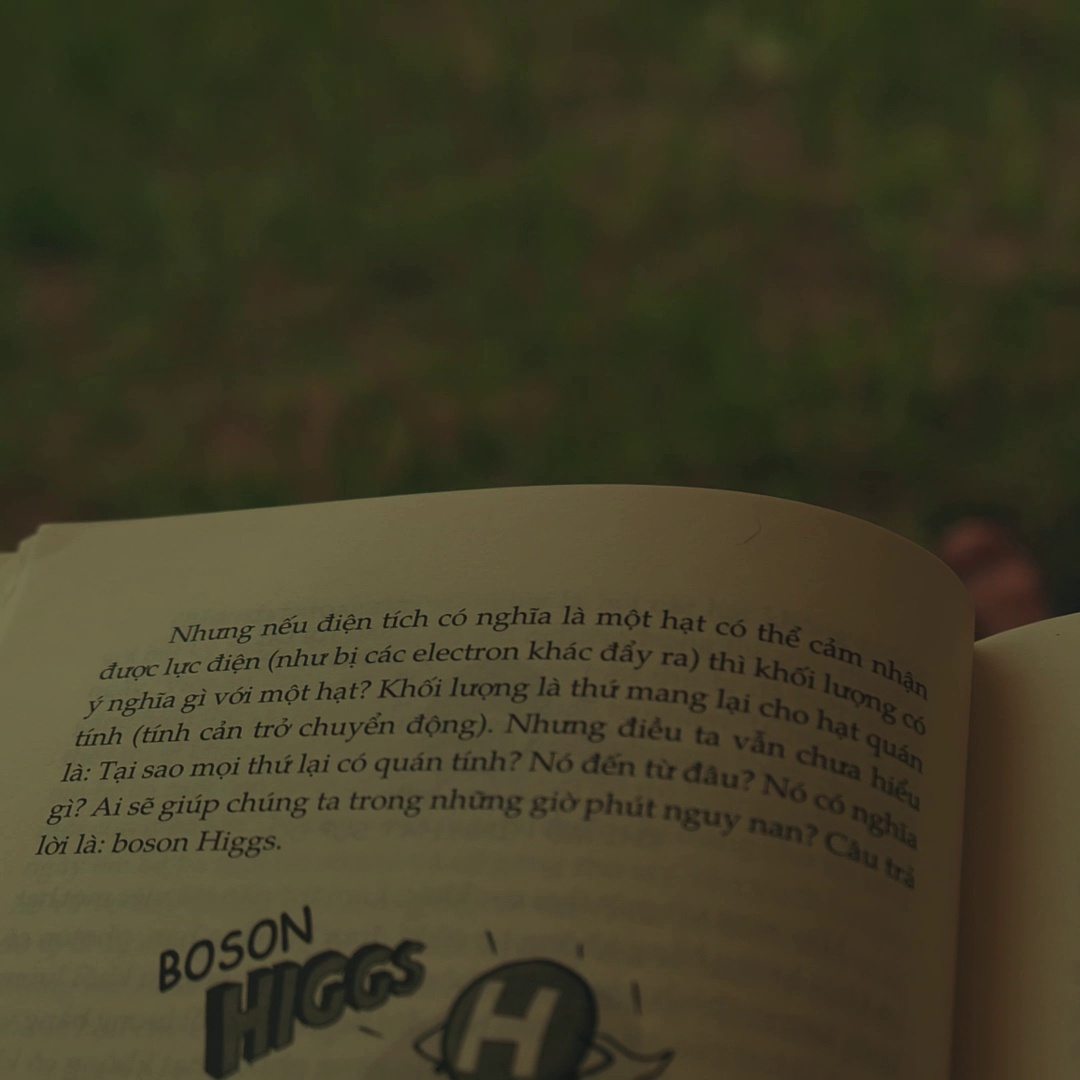 Nhưng nếu điện tích có nghĩa là một hạt có thể cảm nhận
được lực điện (như bị các electron khác đẩy ra) thì khối lượng có
ý nghĩa gì với một hạt? Khối lượng là thứ mang lại cho hạt quán
tính (tính cản trở chuyển động). Nhưng điều ta vẫn chưa hiểu
là: Tại sao mọi thứ lại có quán tính? Nó đến từ đâu? Nó có nghĩa
gì? Ai sẽ giúp chúng ta trong những giờ phút nguy nan? Câu trả
lời là: boson Higgs.
BOSON
HIGGS
H